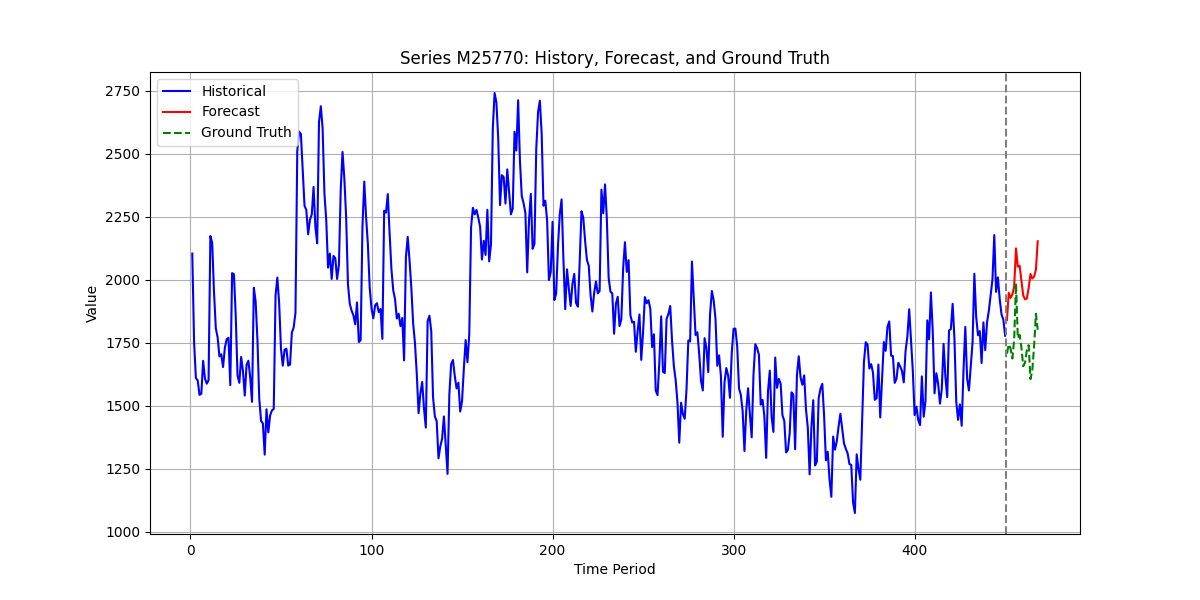 Series M25770: History, Forecast, and Ground Truth
Historical
Forecast
Ground Truth
2750
2500
2250
2000
1750
1500
1250
1000
Value
0 100 200 300 400
Time Period